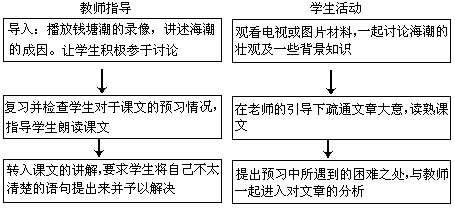 教师指导
导入：播放钱塘潮的录像，讲述海潮
的成因。让学生积极参于讨论
复习并检查学生对于课文的预习情况，
指导学生朗读课文
转入课文的讲解，要求学生将自己不太
清楚的语句提出来并予以解决
学生活动
观看电视或图片材料，一起讨论海潮的
壮观及一些背景知识
在老师的引导下疏通文章大意，读熟课
文
提出预习中所遇到的困难之处，与教师
一起进入对文章的分析